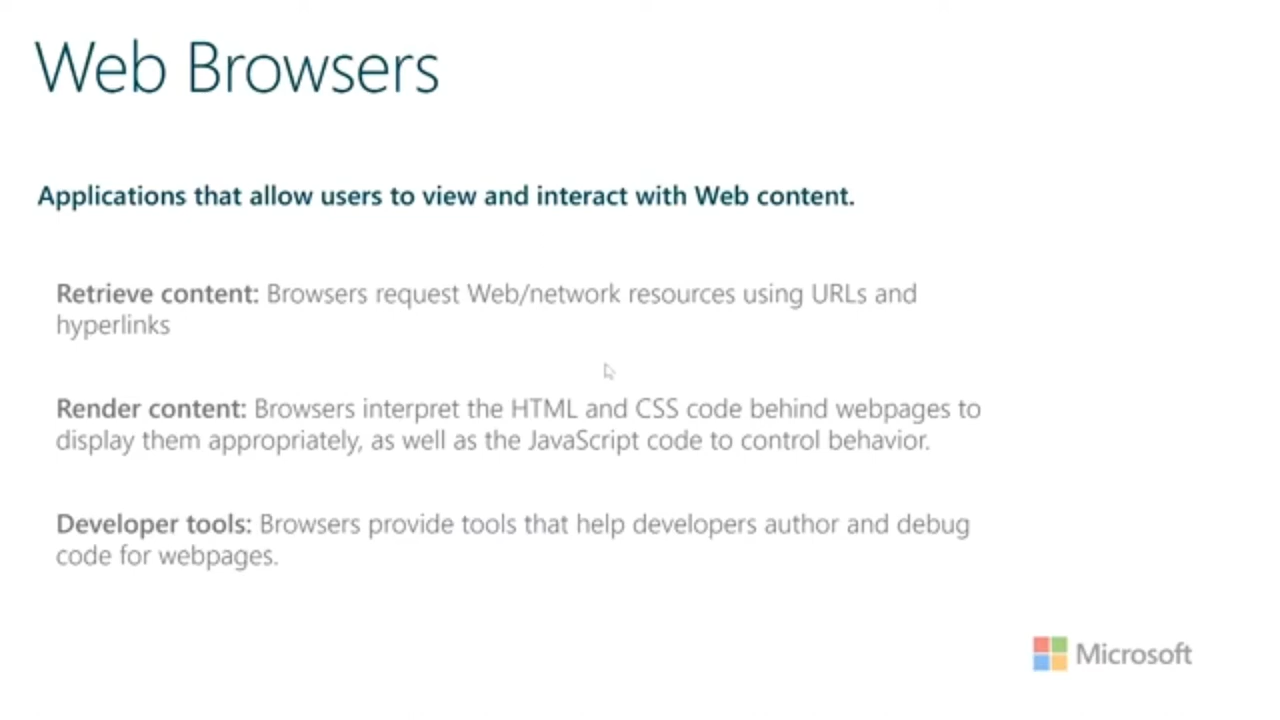 Web Browsers
Applications that allow users to view and interact with Web content.
Retrieve content: Browsers request Web/network resources using URLs and
hyperlinks
Render content: Browsers interpret the HTML and CSS code behind webpages to
display them appropriately, as well as the JavaScript code to control behavior.
Developer tools: Browsers provide tools that help developers author and debug
code for webpages.
Microsoft